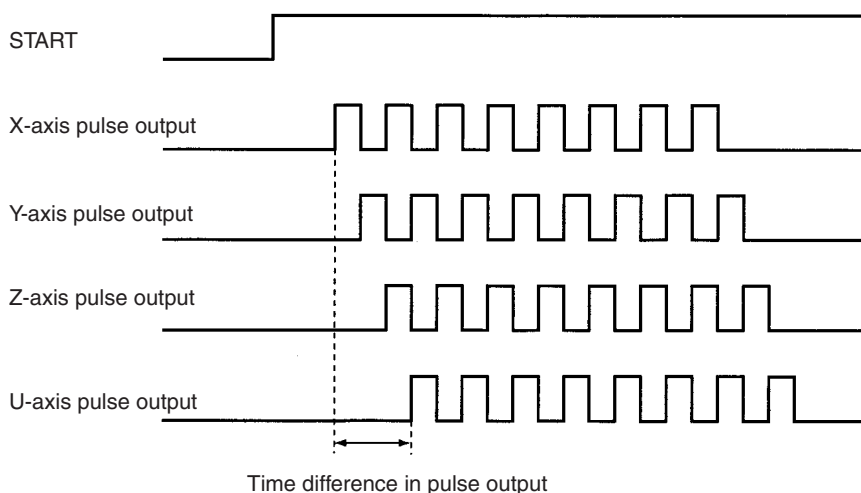 START
X-axis pulse output
Y-axis pulse output
Z-axis pulse output
U-axis pulse output
Time difference in pulse output